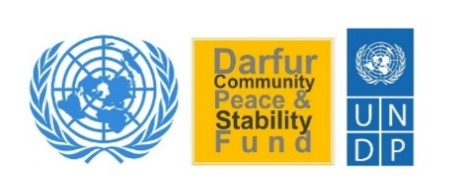 Darfur
Community
Peace &
Stability
Fund
U N
D P